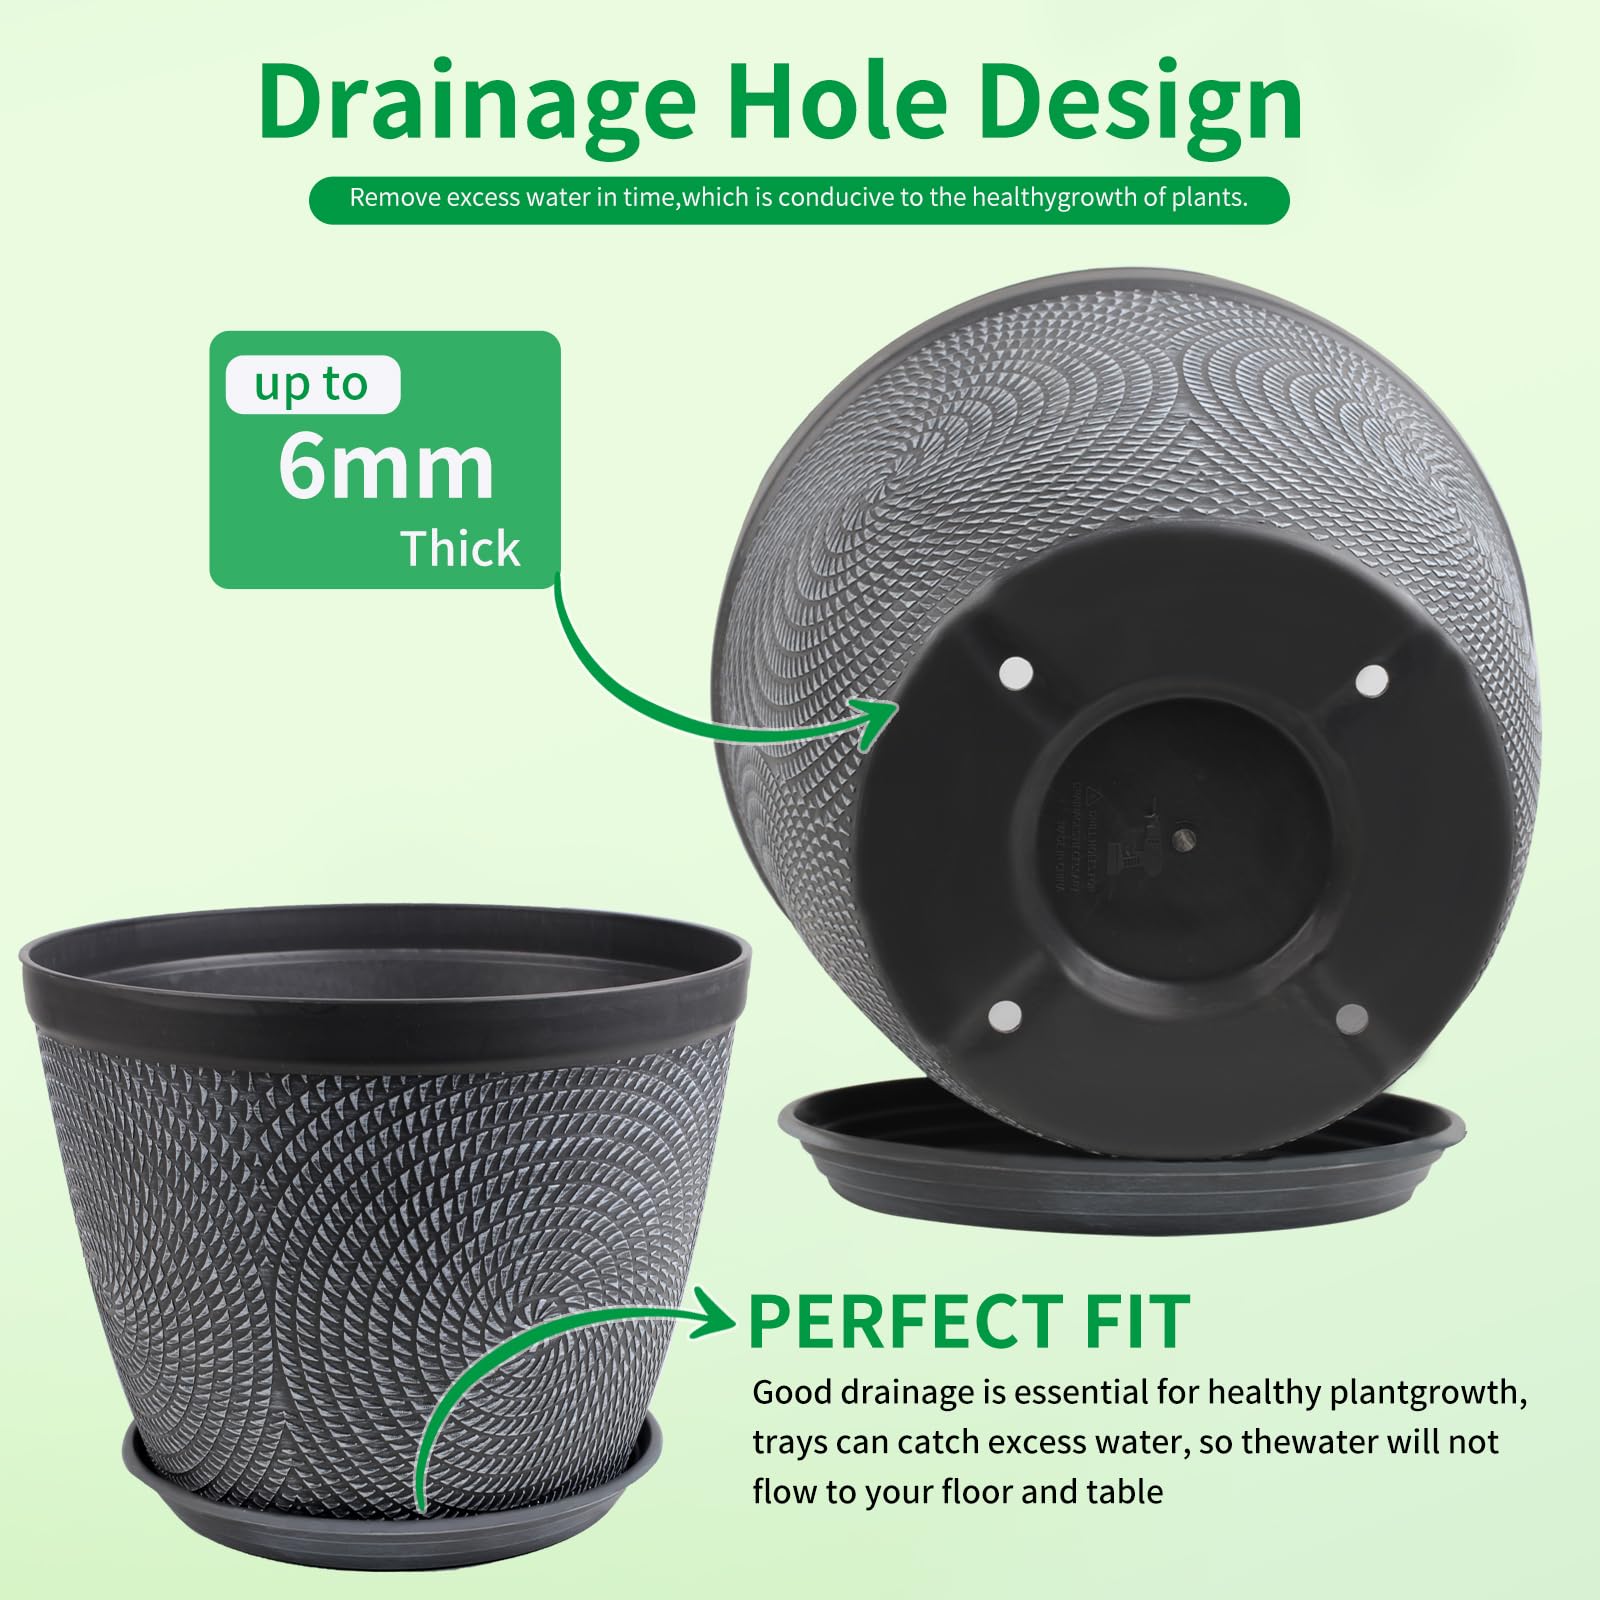 Drainage Hole Design
Remove excess water in time,which is conducive to the healthygrowth of plants.
up to
6mm
Thick
PERFECT FIT
Good drainage is essential for healthy plantgrowth,
trays can catch excess water, so thewater will not
flow to your floor and table